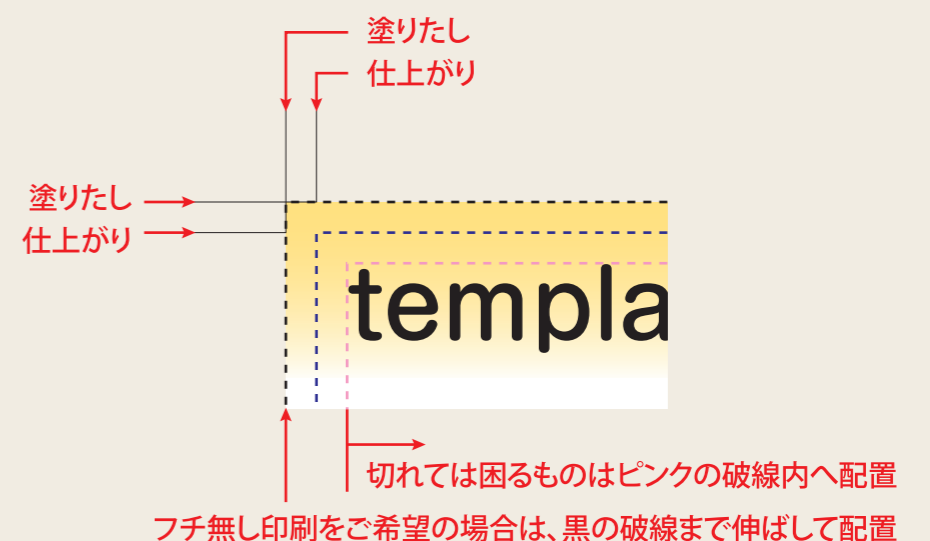 塗りたし
仕上がり
塗りたし
仕上がり
templa
切れては困るものはピンクの破線内へ配置
フチ無し印刷をご希望の場合は、黒の破線まで伸ばして配置